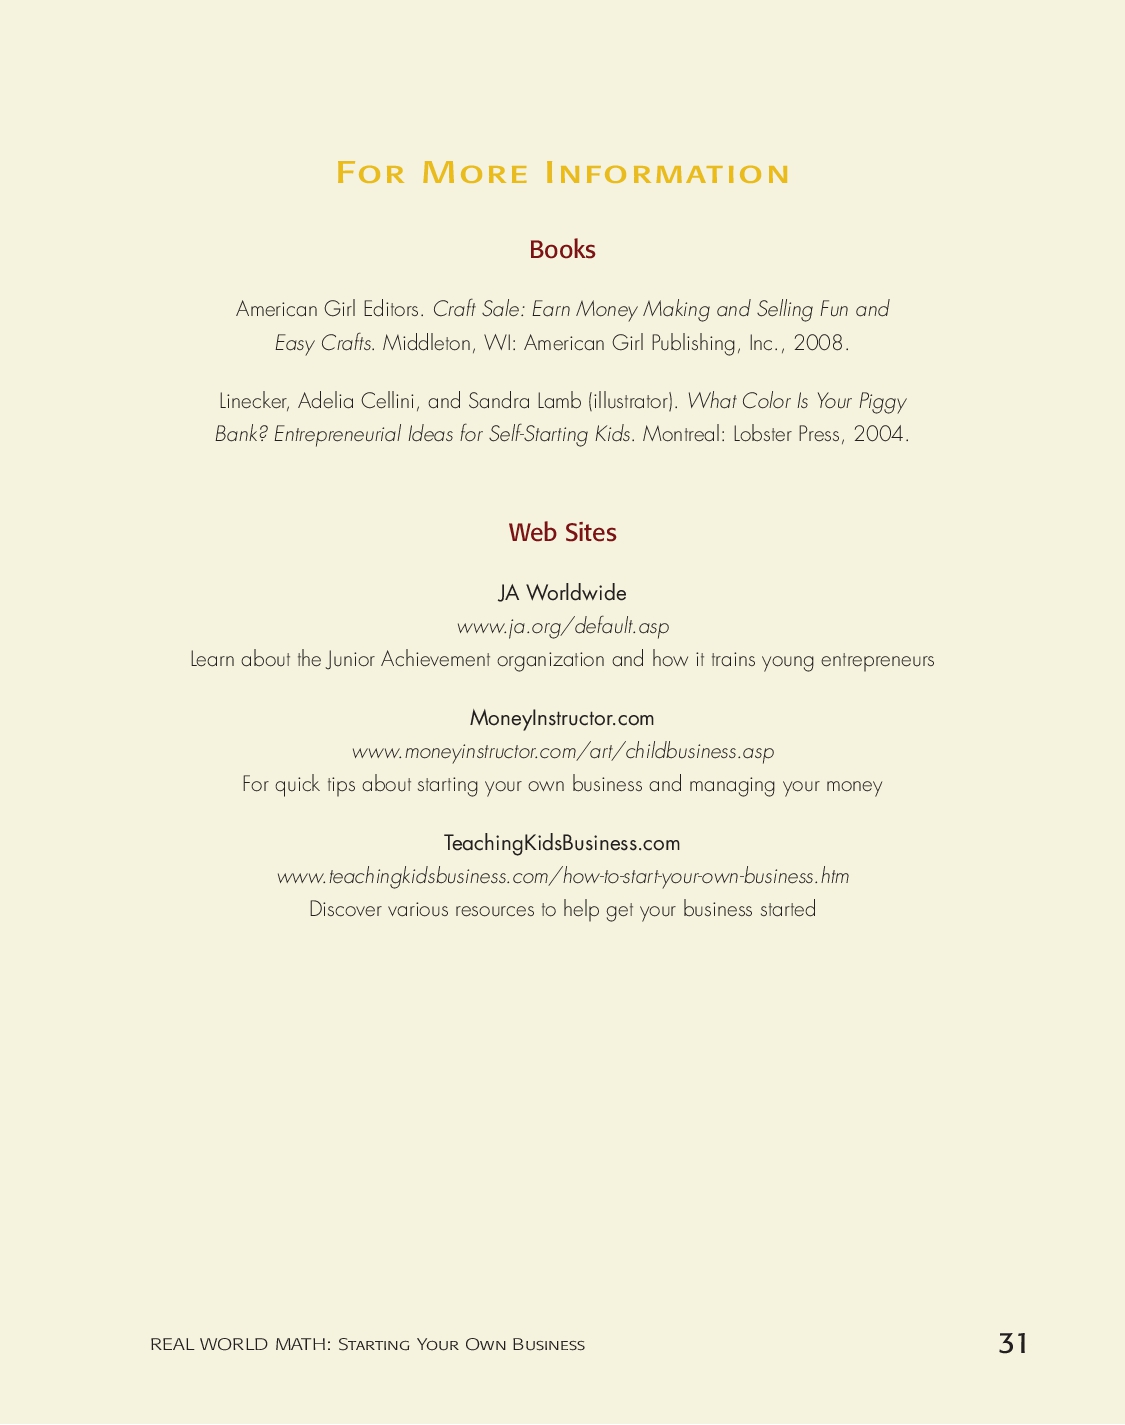 For More Information
Books
American Girl Editors. Craft Sale: Earn Money Making and Selling Fun and
Easy Crafts. Middleton, WI: American Girl Publishing, Inc., 2008.
Linecker, Adelia Cellini, and Sandra Lamb (illustrator). What Color Is Your Piggy
Bank? Entrepreneurial Ideas for Self-Starting Kids. Montreal: Lobster Press, 2004.
Web Sites
JA Worldwide
www.ja.org/default.asp
Learn about the Junior Achievement organization and how it trains young entrepreneurs
MoneyInstructor.com
www.moneyinstructor.com/art/childbusiness.asp
For quick tips about starting your own business and managing your money
TeachingKidsBusiness.com
www.teachingkidsbusiness.com/how-to-start-your-own-business.htm
Discover various resources to help get your business started
REAL WORLD MATH: Starting Your Own Business
31